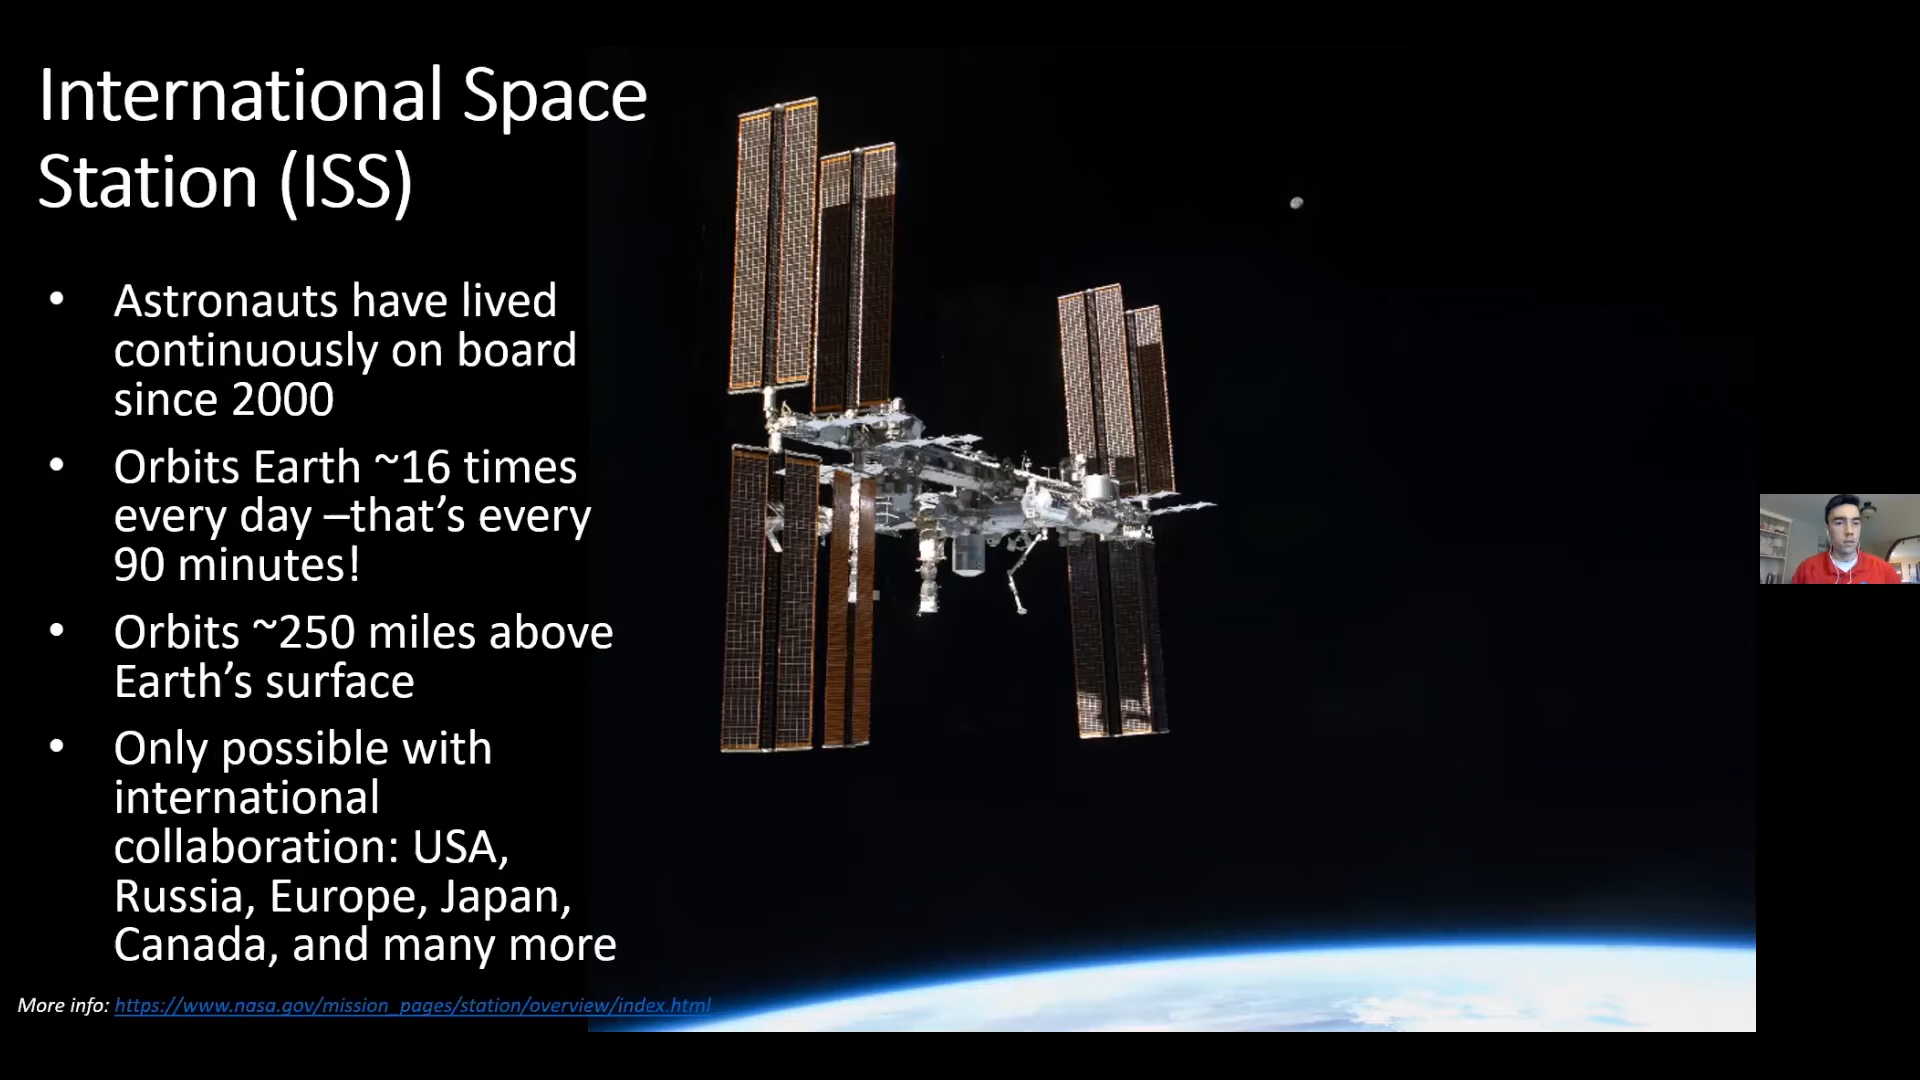 International Space
Station (ISS)
• Astronauts have lived
continuously on board
since 2000
• Orbits Earth ~16 times
every day –that’s every
90 minutes!
• Orbits ~250 miles above
Earth’s surface
• Only possible with
international
collaboration: USA,
Russia, Europe, Japan,
Canada, and many more
More info: https://www.nasa.gov/mission_pages/station/overview/index.html